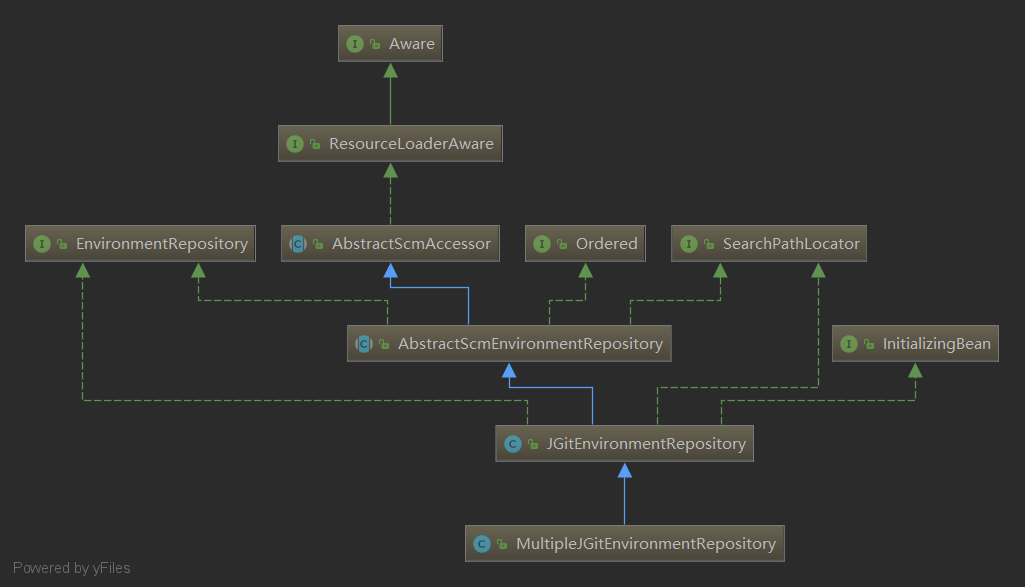 I Aware
I ResourceLoaderAware
I EnvironmentRepository
C AbstractScmAccessor
I Ordered
I SearchPathLocator
C AbstractScmEnvironmentRepository
I InitializingBean
C JGitEnvironmentRepository
C MultipleJGitEnvironmentRepository
Powered by yFiles